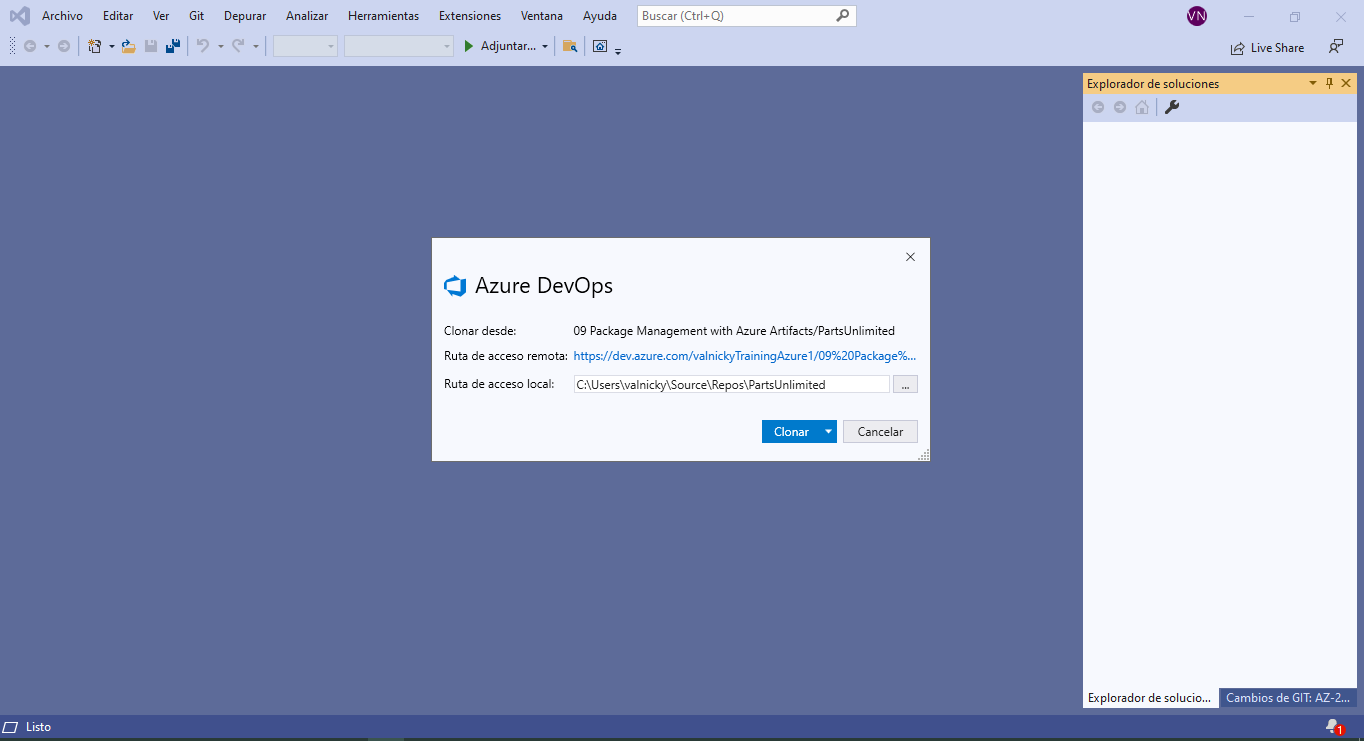 Archivo Editar Ver Git Depurar Analizar Herramientas Extensiones Ventana Ayuda Buscar (Ctrl+Q) VN
Adjuntar... Live Share
Explorador de soluciones
Azure DevOps
Clonar desde: 09 Package Management with Azure Artifacts/PartsUnlimited
Ruta de acceso remota: https://dev.azure.com/valnickyTrainingAzure1/09%20Package%...
Ruta de acceso local: C:\Users\valnicky\Source\Repos\PartsUnlimited ...
Clonar Cancelar
Explorador de solucio... Cambios de GIT: AZ-2...
Listo 1